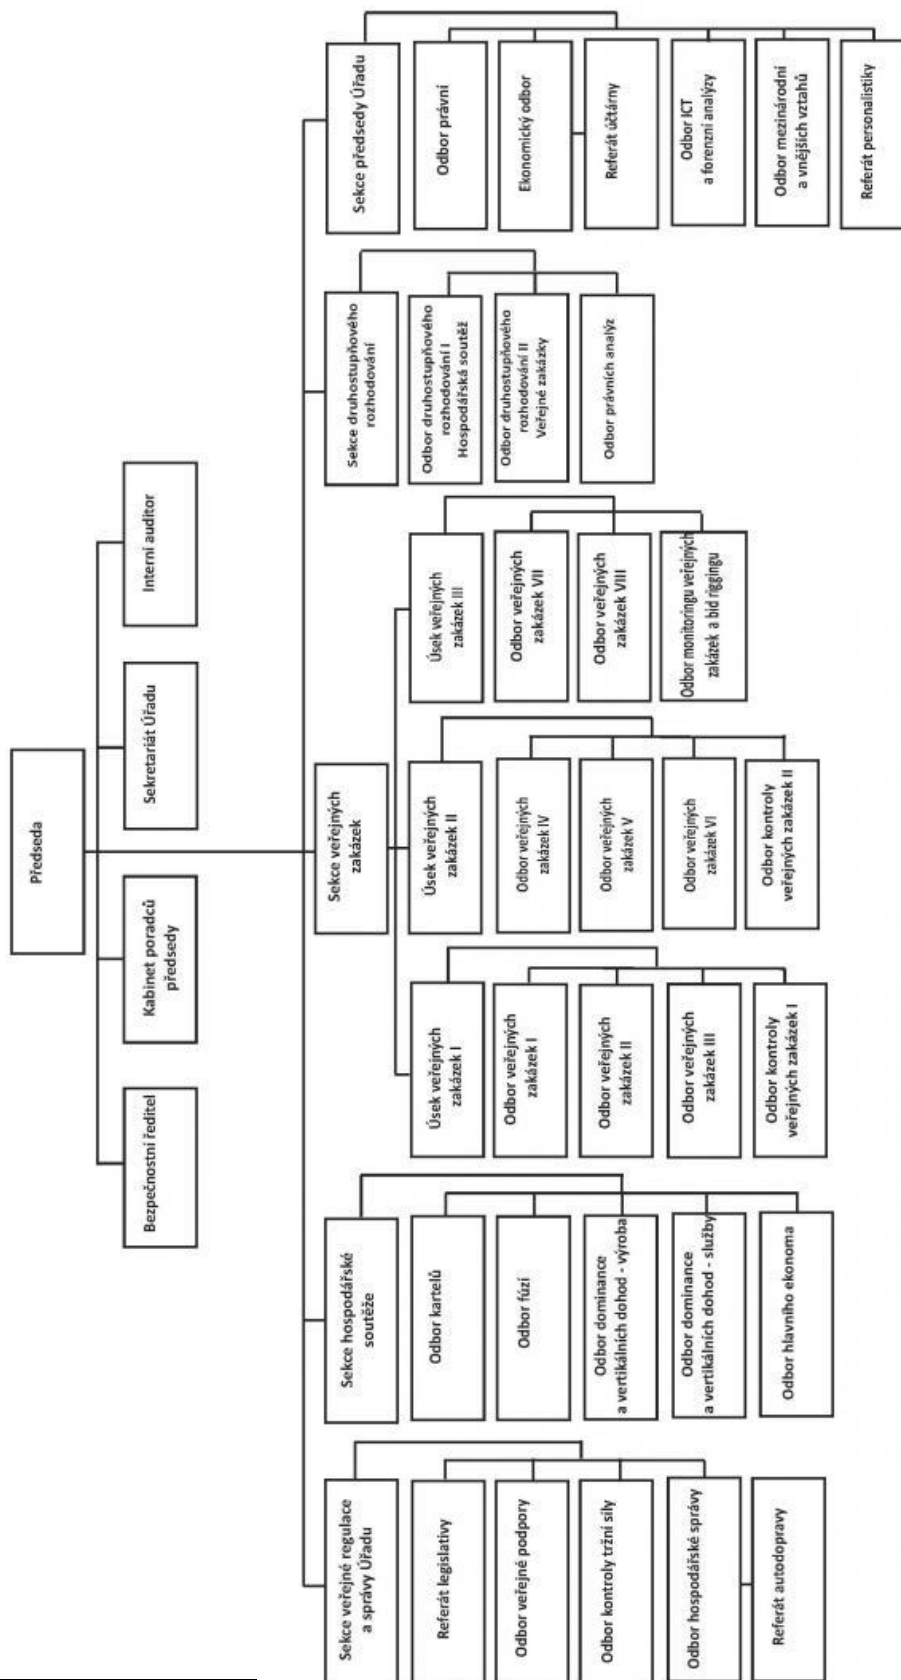 Předseda
Bezpečnostní ředitel
Kabinet poradců
předsedy
Sekretariát Úřadu
Interní auditor
Sekce veřejné regulace
a správy Úřadu
Referát legislativy
Odbor veřejné podpory
Odbor kontroly tržní síly
Odbor hospodářské správy
Referát autodopravy
Sekce hospodářské
soutěže
Odbor kartelů
Odbor fúzí
Odbor dominance
a vertikálních dohod - výroba
Odbor dominance
a vertikálních dohod - služby
Odbor hlavního ekonoma
Sekce veřejných
zakázek
Úsek veřejných
zakázek I
Odbor veřejných
zakázek I
Odbor veřejných
zakázek II
Odbor veřejných
zakázek III
Odbor kontroly
veřejných zakázek I
Úsek veřejných
zakázek II
Odbor veřejných
zakázek IV
Odbor veřejných
zakázek V
Odbor veřejných
zakázek VI
Odbor kontroly
veřejných zakázek II
Úsek veřejných
zakázek III
Odbor veřejných
zakázek VII
Odbor veřejných
zakázek VIII
Odbor monitoringu veřejných
zakázek a bid riggingu
Sekce druhostupňového
rozhodování
Odbor druhostupňového
rozhodování I
Hospodářská soutěž
Odbor druhostupňového
rozhodování II
Veřejné zakázky
Odbor právních analýz
Sekce předsedy Úřadu
Odbor právní
Ekonomický odbor
Referát účtárny
Odbor ICT
a forenzní analýzy
Odbor mezinárodní
a vnějších vztahů
Referát personalistiky